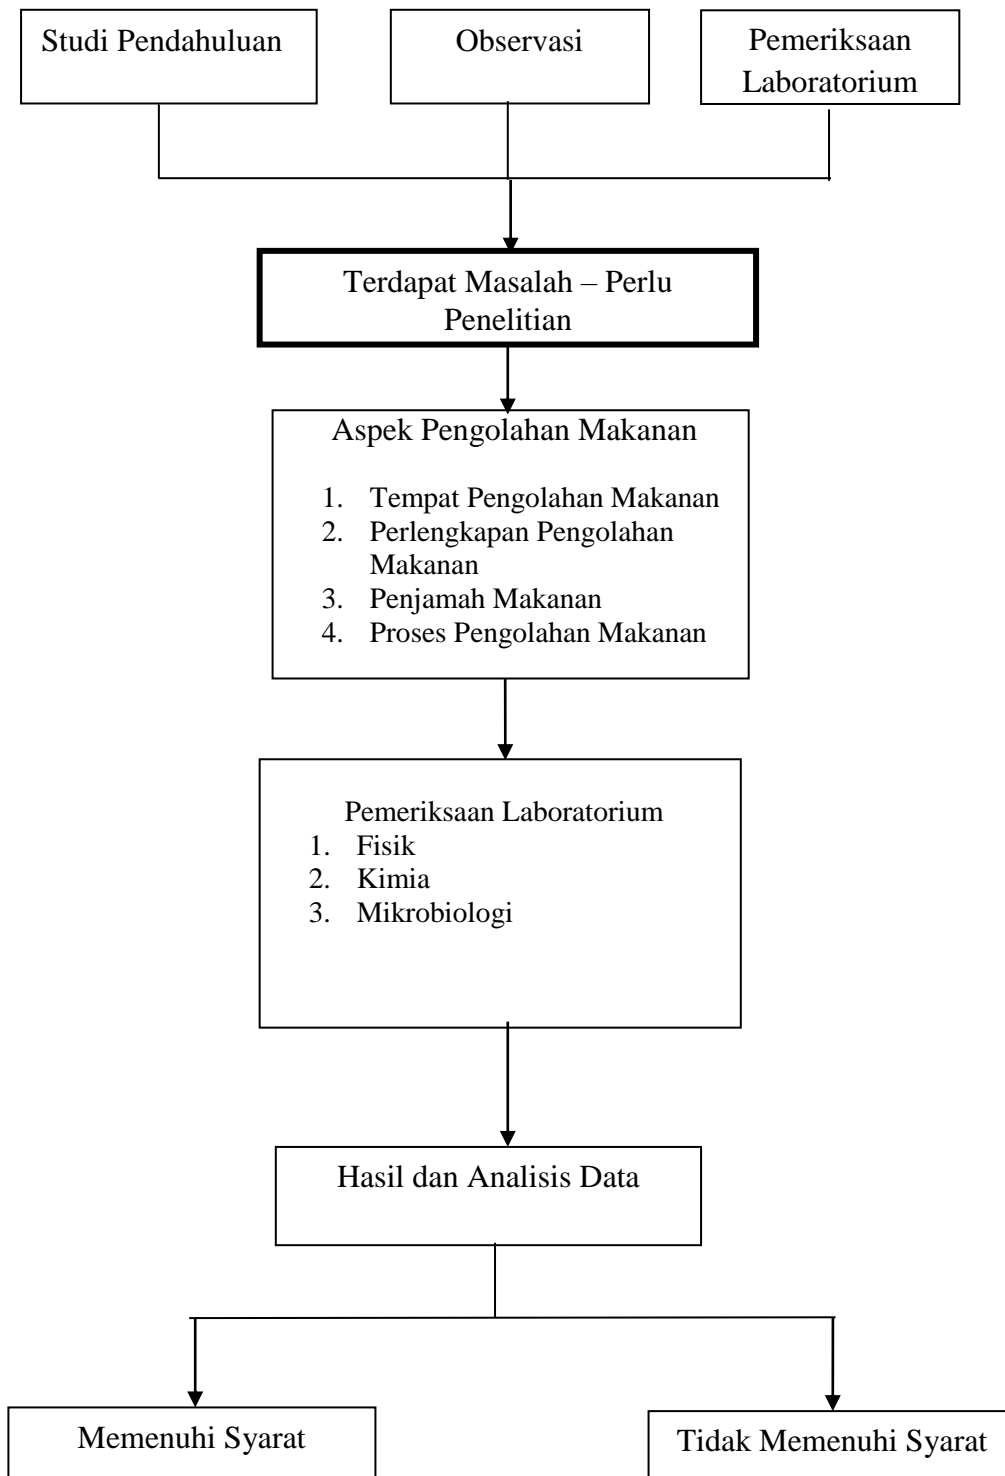 Studi Pendahuluan
Observasi
Pemeriksaan
Laboratorium
Terdapat Masalah – Perlu
Penelitian
Aspek Pengolahan Makanan
1. Tempat Pengolahan Makanan
2. Perlengkapan Pengolahan
Makanan
3. Penjamah Makanan
4. Proses Pengolahan Makanan
Pemeriksaan Laboratorium
1. Fisik
2. Kimia
3. Mikrobiologi
Hasil dan Analisis Data
Memenuhi Syarat
Tidak Memenuhi Syarat